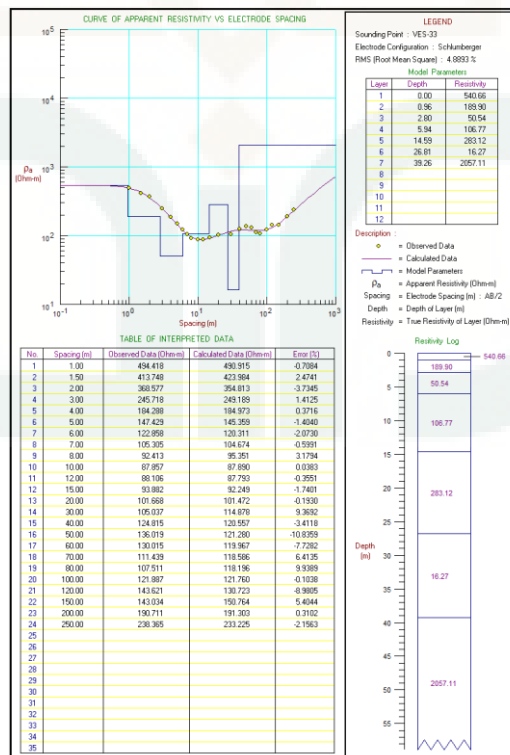 CURVE OF APPARENT RESISTIVITY VS ELECTRODE SPACING
10^5
10^4
10^3
ρa
(Ohm-m)
10^2
10^1
10^-1 10^0 10^1 10^2 10^3
Spacing (m)
TABLE OF INTERPRETED DATA
No. Spacing (m) Observed Data (Ohm-m) Calculated Data (Ohm-m) Error (%)
1 1.00 494.418 490.915 -0.7084
2 1.50 413.748 423.984 2.4741
3 2.00 368.577 354.813 -3.7345
4 3.00 245.718 249.189 1.4125
5 4.00 184.288 184.973 0.3716
6 5.00 147.429 145.359 -1.4040
7 6.00 122.858 120.311 -2.0730
8 7.00 105.305 104.674 -0.5991
9 8.00 92.413 95.351 3.1794
10 10.00 87.857 87.890 0.0383
11 12.00 88.106 87.793 -0.3551
12 15.00 93.882 92.249 -1.7401
13 20.00 101.668 101.472 -0.1930
14 30.00 105.037 114.878 9.3692
15 40.00 124.815 120.557 -3.4118
16 50.00 136.019 121.280 -10.8359
17 60.00 130.015 119.967 -7.7282
18 70.00 111.439 118.586 6.4135
19 80.00 107.511 118.196 9.9389
20 100.00 121.887 121.760 -0.1038
21 120.00 143.621 130.723 -8.9805
22 150.00 143.034 150.764 5.4044
23 200.00 190.711 191.303 0.3102
24 250.00 238.365 233.225 -2.1563
25
26
27
28
29
30
31
32
33
34
35
LEGEND
Sounding Point : VES-33
Electrode Configuration : Schlumberger
RMS (Root Mean Square) : 4.8893 %
Model Parameters
Layer Depth Resistivity
1 0.00 540.66
2 0.96 189.90
3 2.80 50.54
4 5.94 106.77
5 14.59 283.12
6 26.81 16.27
7 39.26 2057.11
8
9
10
11
12
Description :
= Observed Data
= Calculated Data
= Model Parameters
ρa = Apparent Resistivity (Ohm-m)
Spacing = Electrode Spacing (m) : AB/2
Depth = Depth of Layer (m)
Resistivity = True Resistivity of Layer (Ohm-m)
Resitivity Log
0
540.66
189.90
5
50.54
10
106.77
15
20
283.12
25
Depth
(m)
30
16.27
35
40
45
50
2057.11
55